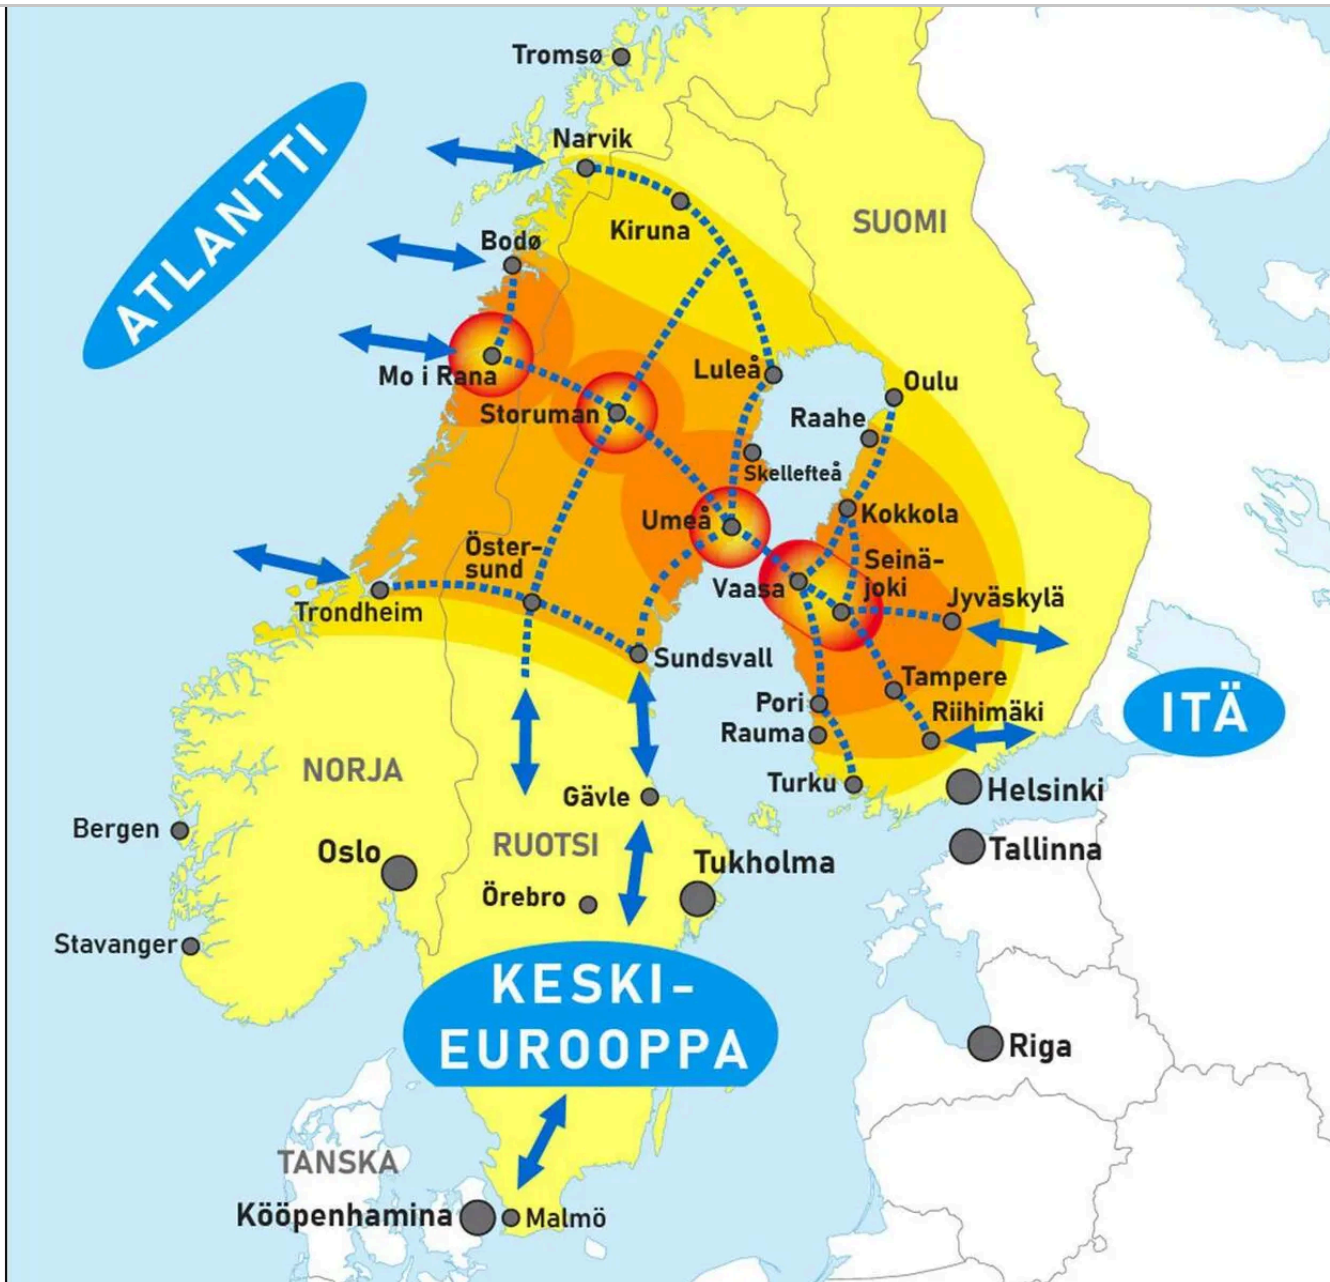 Tromsø
Narvik
ATLANTTI
Kiruna
SUOMI
Bodø
Mo i Rana
Luleå
Oulu
Storuman
Raahe
Skellefteå
Umeå
Kokkola
Öster-
sund
Seinä-
joki
Vaasa
Jyväskylä
Trondheim
Sundsvall
Tampere
Pori
Riihimäki
ITÄ
Rauma
NORJA
Turku
Helsinki
Gävle
Bergen
Oslo
RUOTSI
Tallinna
Tukholma
Örebro
Stavanger
KESKI-
EUROOPPA
Riga
TANSKA
Kööpenhamina
Malmö